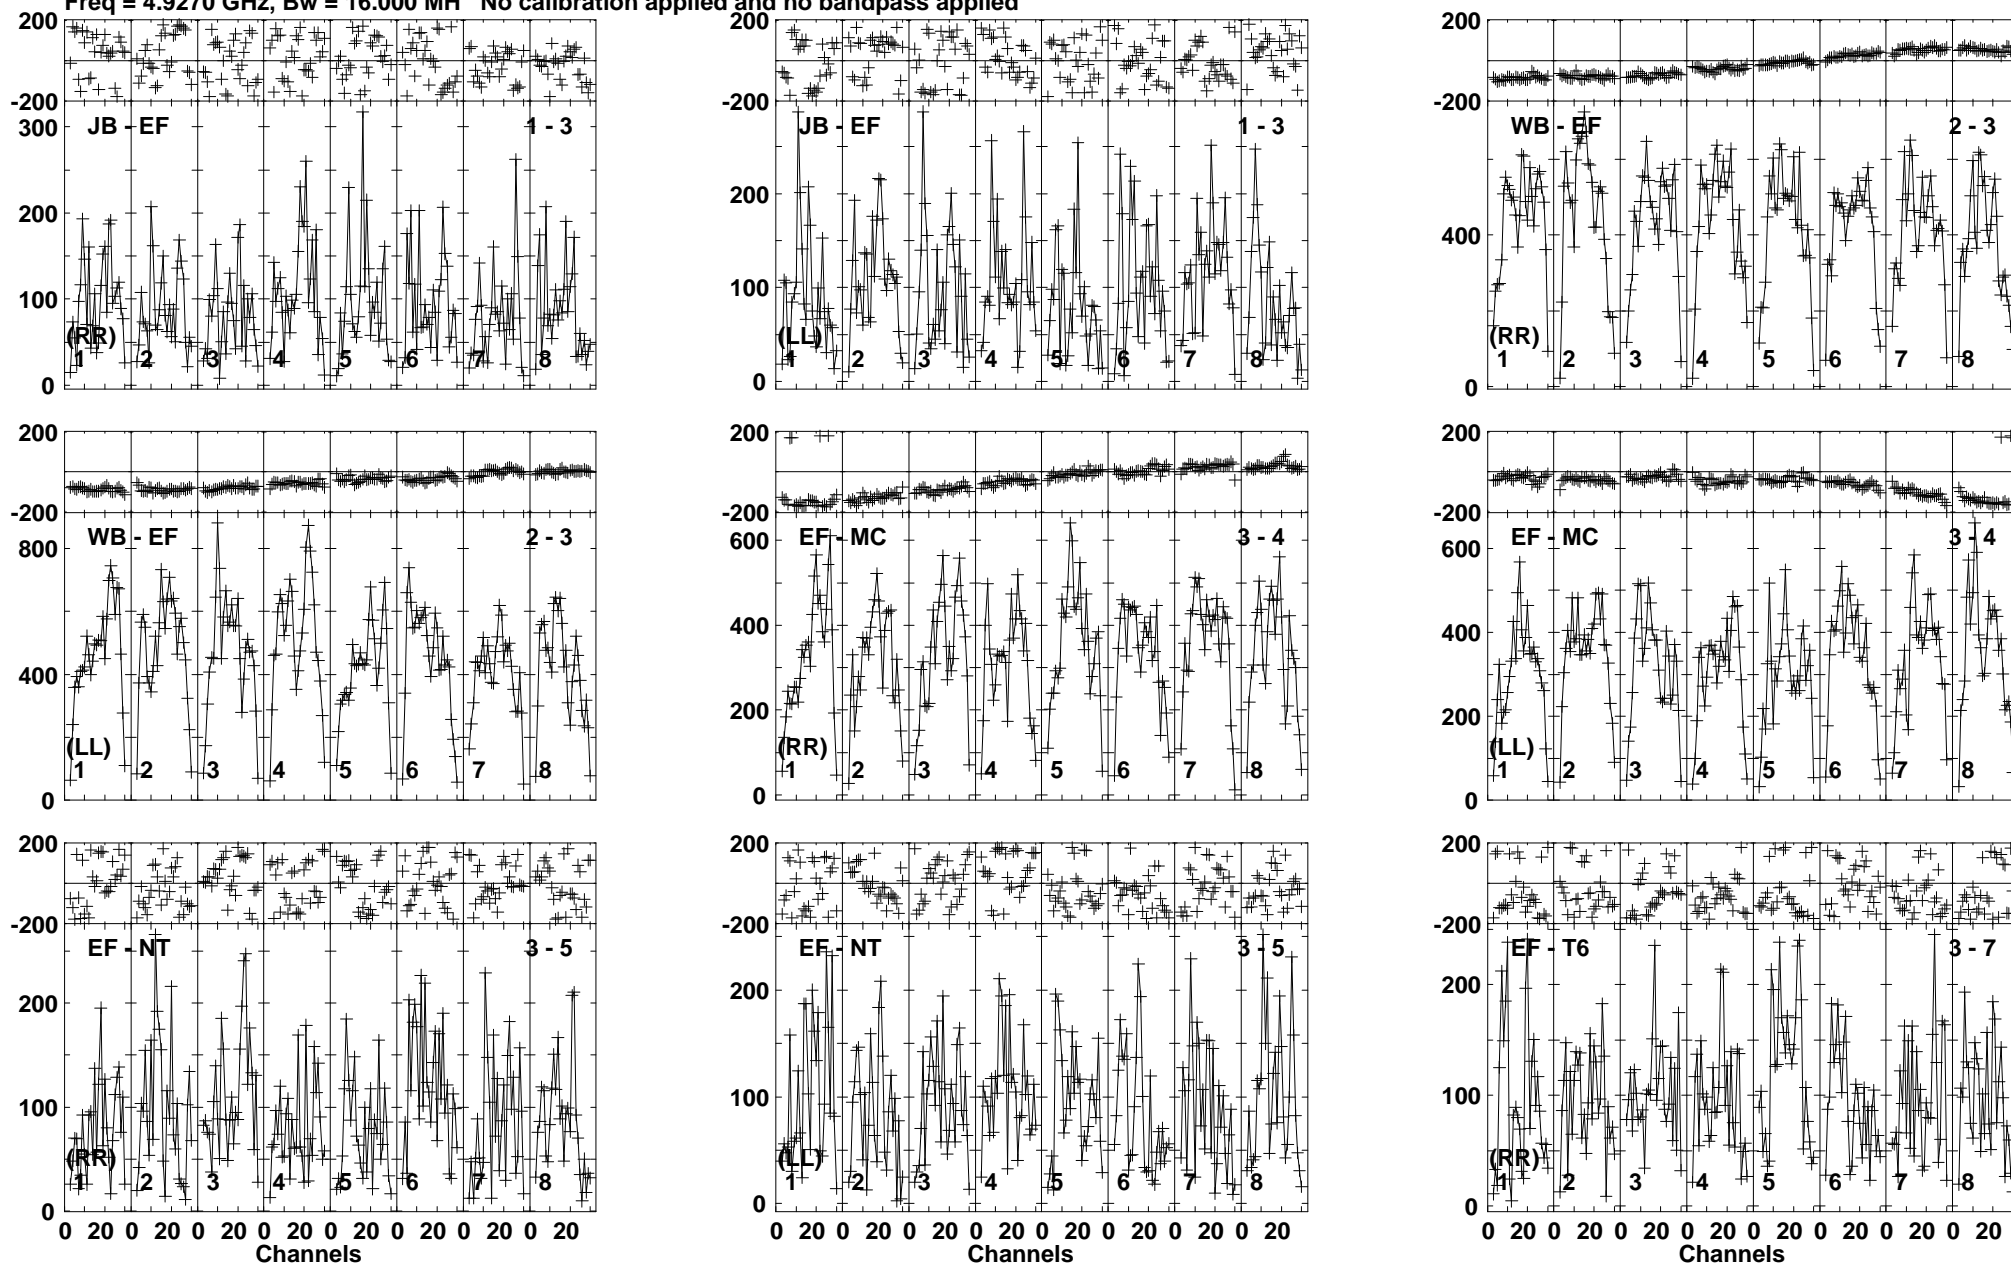 Freq = 4.9270 GHz, Bw = 16.000 MH No calibration applied and no bandpass applied
200 200 200
-200 -200 -200
JB - EF 1 - 3 JB - EF 1 - 3 WB - EF 2 - 3
300
200 200 400
100 100
(RR) (LL) (RR)
1 2 3 4 5 6 7 8 1 2 3 4 5 6 7 8 1 2 3 4 5 6 7 8
0 0 0
200 200 200
-200 -200 -200
WB - EF 2 - 3 EF - MC 3 - 4 EF - MC 3 - 4
800 600 600
400 400 400
200 200
(LL) (RR) (LL)
1 2 3 4 5 6 7 8 1 2 3 4 5 6 7 8 1 2 3 4 5 6 7 8
0 0 0
200 200 200
-200 -200 -200
EF - NT 3 - 5 EF - NT 3 - 5 EF - T6 3 - 7
200 200 200
100 100 100
(RR) (LL) (RR)
1 2 3 4 5 6 7 8 1 2 3 4 5 6 7 8 1 2 3 4 5 6 7 8
0 0 0
0 20 0 20 0 20 0 20 0 20 0 20 0 20 0 20 0 20 0 20 0 20 0 20 0 20 0 20 0 20 0 20 0 20 0 20 0 20 0 20 0 20 0 20 0 20 0 20
Channels Channels Channels